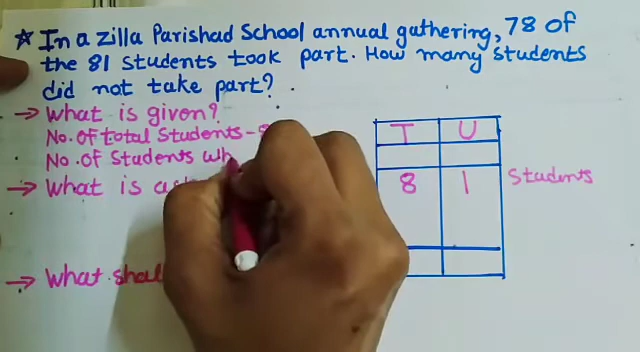 ☆ In a zilla Parishad School annual gathering, 78 of
the 81 students took part. How many students
did not take part?
→ What is given?
No. of total Students -
No. of Students wh
→ What is
→ What shall
T U
8 1 Students